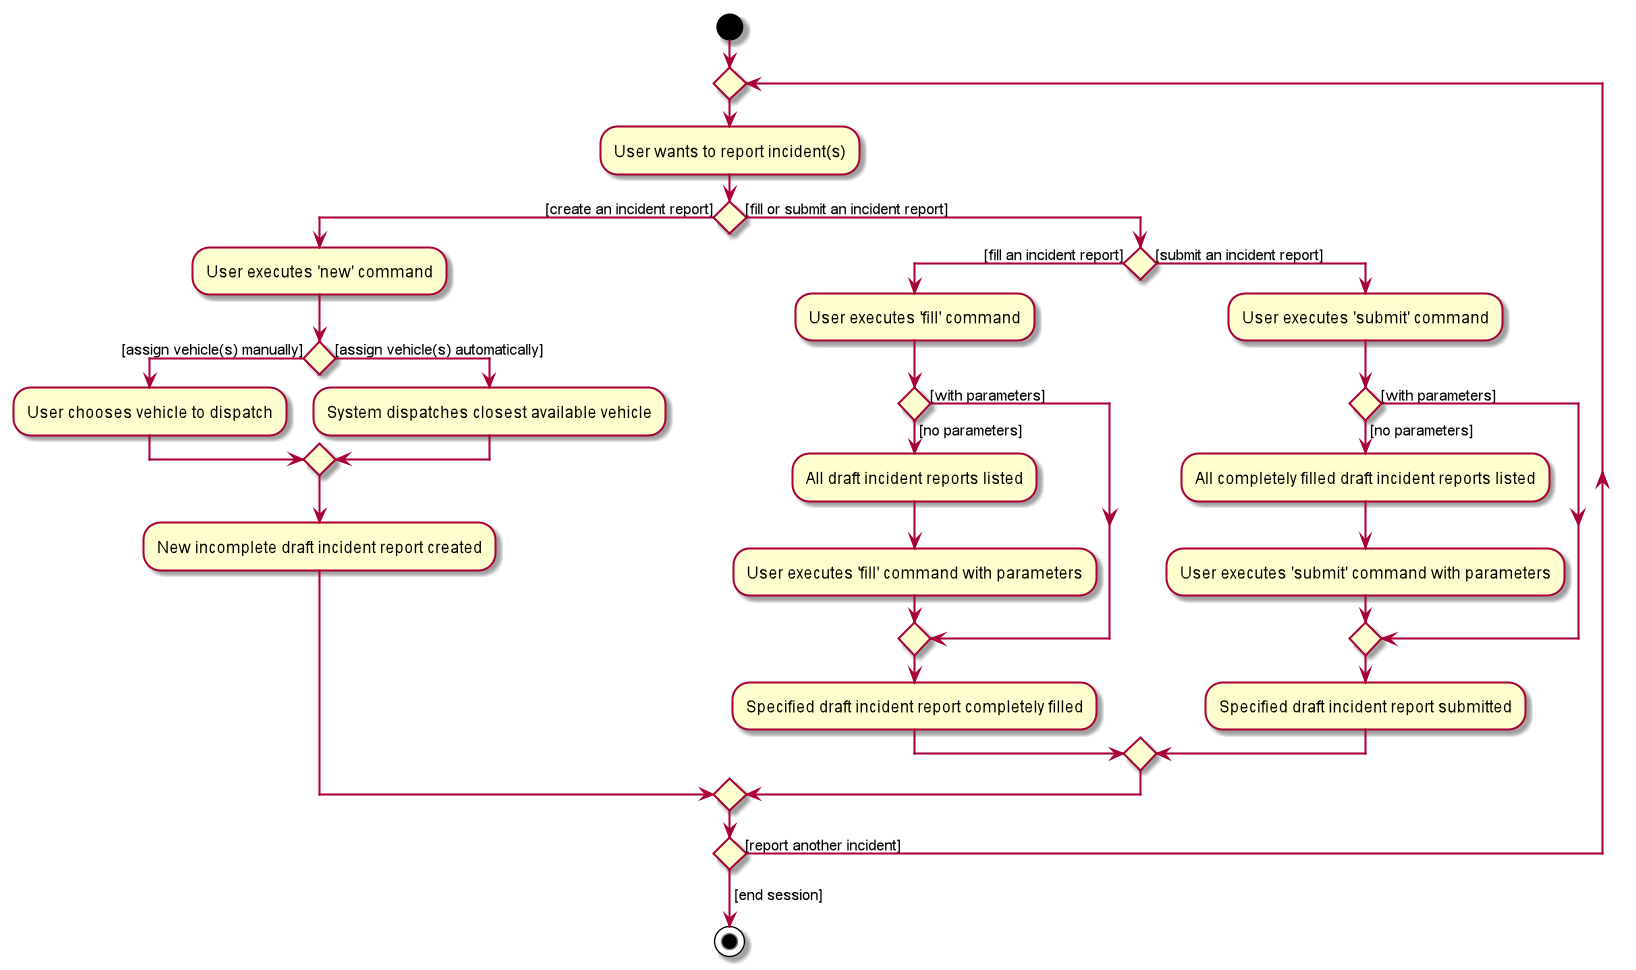 User wants to report incident(s)
[create an incident report]
[fill or submit an incident report]
User executes 'new' command
[fill an incident report]
[submit an incident report]
User executes 'fill' command
User executes 'submit' command
[assign vehicle(s) manually]
[assign vehicle(s) automatically]
User chooses vehicle to dispatch
System dispatches closest available vehicle
[with parameters]
[with parameters]
[no parameters]
[no parameters]
All draft incident reports listed
All completely filled draft incident reports listed
New incomplete draft incident report created
User executes 'fill' command with parameters
User executes 'submit' command with parameters
Specified draft incident report completely filled
Specified draft incident report submitted
[report another incident]
[end session]